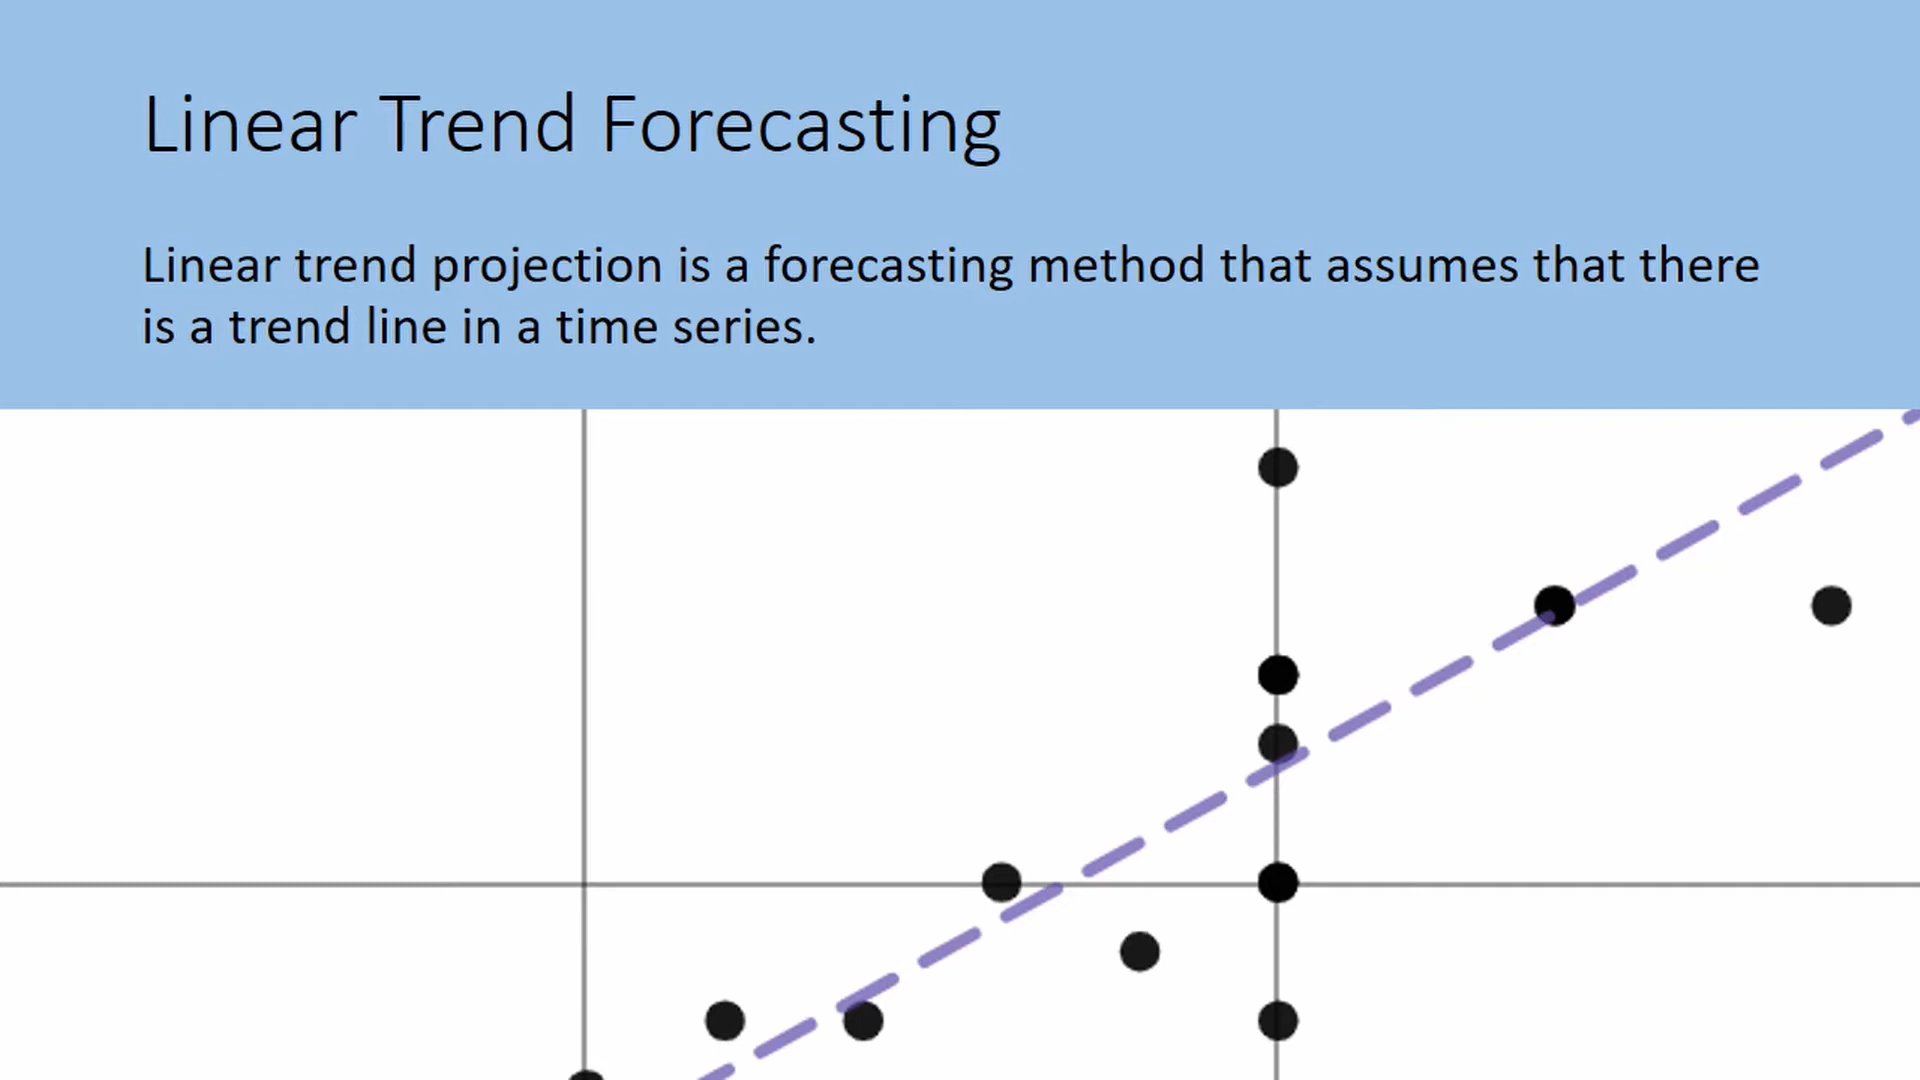 Linear Trend Forecasting
Linear trend projection is a forecasting method that assumes that there
is a trend line in a time series.